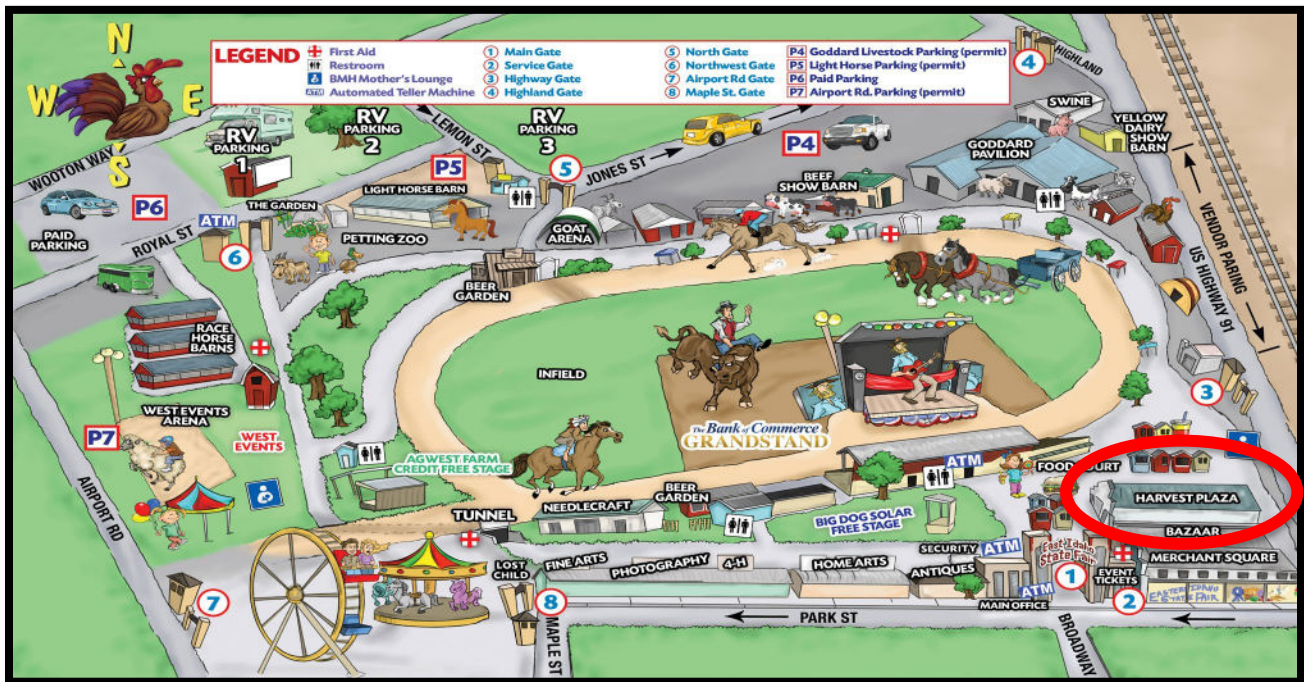 N
W E
S
LEGEND
First Aid
Restroom
BMH Mother's Lounge
ATM Automated Teller Machine
1 Main Gate
2 Service Gate
3 Highway Gate
4 Highland Gate
5 North Gate
6 Northwest Gate
7 Airport Rd Gate
8 Maple St. Gate
P4 Goddard Livestock Parking (permit)
P5 Light Horse Parking (permit)
P6 Paid Parking
P7 Airport Rd. Parking (permit)
4
HIGHLAND
WOOTON WAY
RV
PARKING
1
RV
PARKING
2
LEMON ST
RV
PARKING
3
5
JONES ST
P4
SWINE
YELLOW
DAIRY
SHOW
BARN
GODDARD
PAVILION
P5
LIGHT HORSE BARN
BEEF
SHOW BARN
P6
PAID
PARKING
ATM
THE GARDEN
ROYAL ST
6
PETTING ZOO
GOAT
ARENA
VENDOR PARING
US HIGHWAY 91
BEER
GARDEN
RACE
HORSE
BARNS
INFIELD
3
WEST EVENTS
ARENA
P7
WEST
EVENTS
The Bank of Commerce
GRANDSTAND
AGWEST FARM
CREDIT FREE STAGE
ATM
FOOD COURT
HARVEST PLAZA
BEER
GARDEN
NEEDLECRAFT
BIG DOG SOLAR
FREE STAGE
BAZAAR
AIRPORT RD
TUNNEL
LOST
CHILD
FINE ARTS
PHOTOGRAPHY
4-H
HOME ARTS
ANTIQUES
SECURITY
ATM
East Idaho
State Fair
1
EVENT
TICKETS
MERCHANT SQUARE
7
8
MAIN OFFICE
ATM
2
EASTERN IDAHO
STATE FAIR
MAPLE ST
PARK ST
BROADWAY